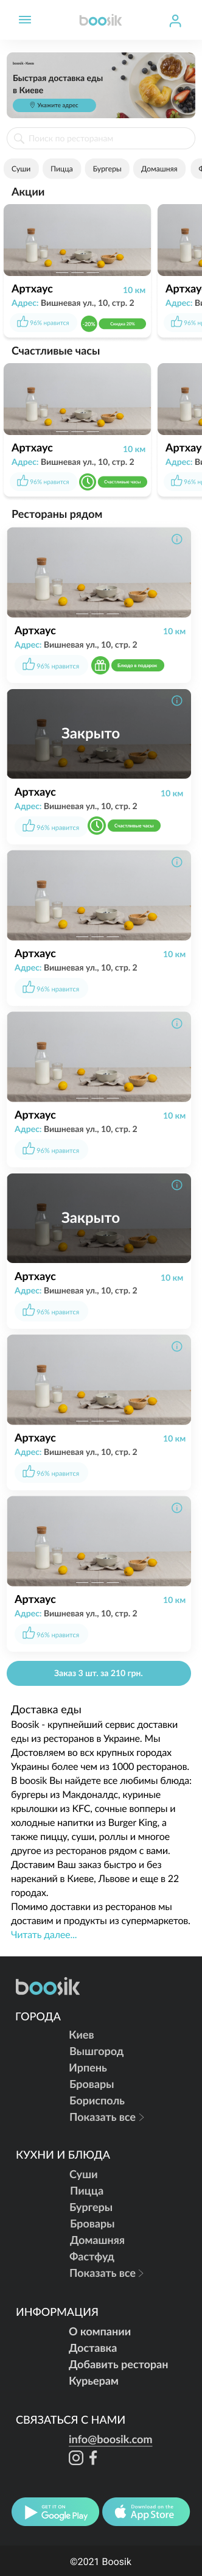 boosik
boosik - Киев
Быстрая доставка еды
в Киеве
Укажите адрес
Поиск по ресторанам
Суши
Пицца
Бургеры
Домашняя
Ф
Акции
Артхаус
10 км
Артхау
Адрес: Вишневая ул., 10, стр. 2
Адрес: Ви
96% нравится
-20%
Скидка 20%
96% н
Счастливые часы
Артхаус
10 км
Артхау
Адрес: Вишневая ул., 10, стр. 2
Адрес: Ви
96% нравится
Счастливые часы
96% н
Рестораны рядом
Артхаус
10 км
Адрес: Вишневая ул., 10, стр. 2
96% нравится
Блюдо в подарок
Закрыто
Артхаус
10 км
Адрес: Вишневая ул., 10, стр. 2
96% нравится
Счастливые часы
Артхаус
10 км
Адрес: Вишневая ул., 10, стр. 2
96% нравится
Артхаус
10 км
Адрес: Вишневая ул., 10, стр. 2
96% нравится
Закрыто
Артхаус
10 км
Адрес: Вишневая ул., 10, стр. 2
96% нравится
Артхаус
10 км
Адрес: Вишневая ул., 10, стр. 2
96% нравится
Артхаус
10 км
Адрес: Вишневая ул., 10, стр. 2
96% нравится
Заказ 3 шт. за 210 грн.
Доставка еды
Boosik - крупнейший сервис доставки
еды из ресторанов в Украине. Мы
Достовляем во всх крупных городах
Украины более чем из 1000 ресторанов.
В boosik Вы найдете все любимы блюда:
бургеры из Макдоналдс, куриные
крылошки из KFC, сочные вопперы и
холодные напитки из Burger King, а
также пиццу, суши, роллы и многое
другое из ресторанов рядом с вами.
Доставим Ваш заказ быстро и без
нареканий в Киеве, Львове и еще в 22
городах.
Помимо доставки из ресторанов мы
доставим и продукты из супемаркетов.
Читать далее...
boosik
ГОРОДА
Киев
Вышгород
Ирпень
Бровары
Борисполь
Показать все
КУХНИ И БЛЮДА
Суши
Пицца
Бургеры
Бровары
Домашняя
Фастфуд
Показать все
ИНФОРМАЦИЯ
О компании
Доставка
Добавить ресторан
Курьерам
СВЯЗАТЬСЯ С НАМИ
info@boosik.com
GET IT ON
Google Play
Download on the
App Store
©2021 Boosik